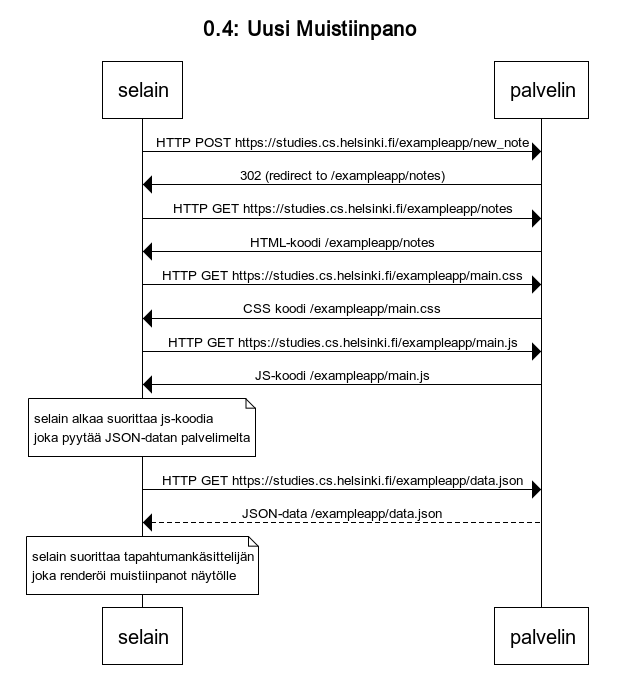 0.4: Uusi Muistiinpano
selain
palvelin
HTTP POST https://studies.cs.helsinki.fi/exampleapp/new_note
302 (redirect to /exampleapp/notes)
HTTP GET https://studies.cs.helsinki.fi/exampleapp/notes
HTML-koodi /exampleapp/notes
HTTP GET https://studies.cs.helsinki.fi/exampleapp/main.css
CSS koodi /exampleapp/main.css
HTTP GET https://studies.cs.helsinki.fi/exampleapp/main.js
JS-koodi /exampleapp/main.js
selain alkaa suorittaa js-koodia
joka pyytää JSON-datan palvelimelta
HTTP GET https://studies.cs.helsinki.fi/exampleapp/data.json
JSON-data /exampleapp/data.json
selain suorittaa tapahtumankäsittelijän
joka renderöi muistiinpanot näytölle
selain
palvelin